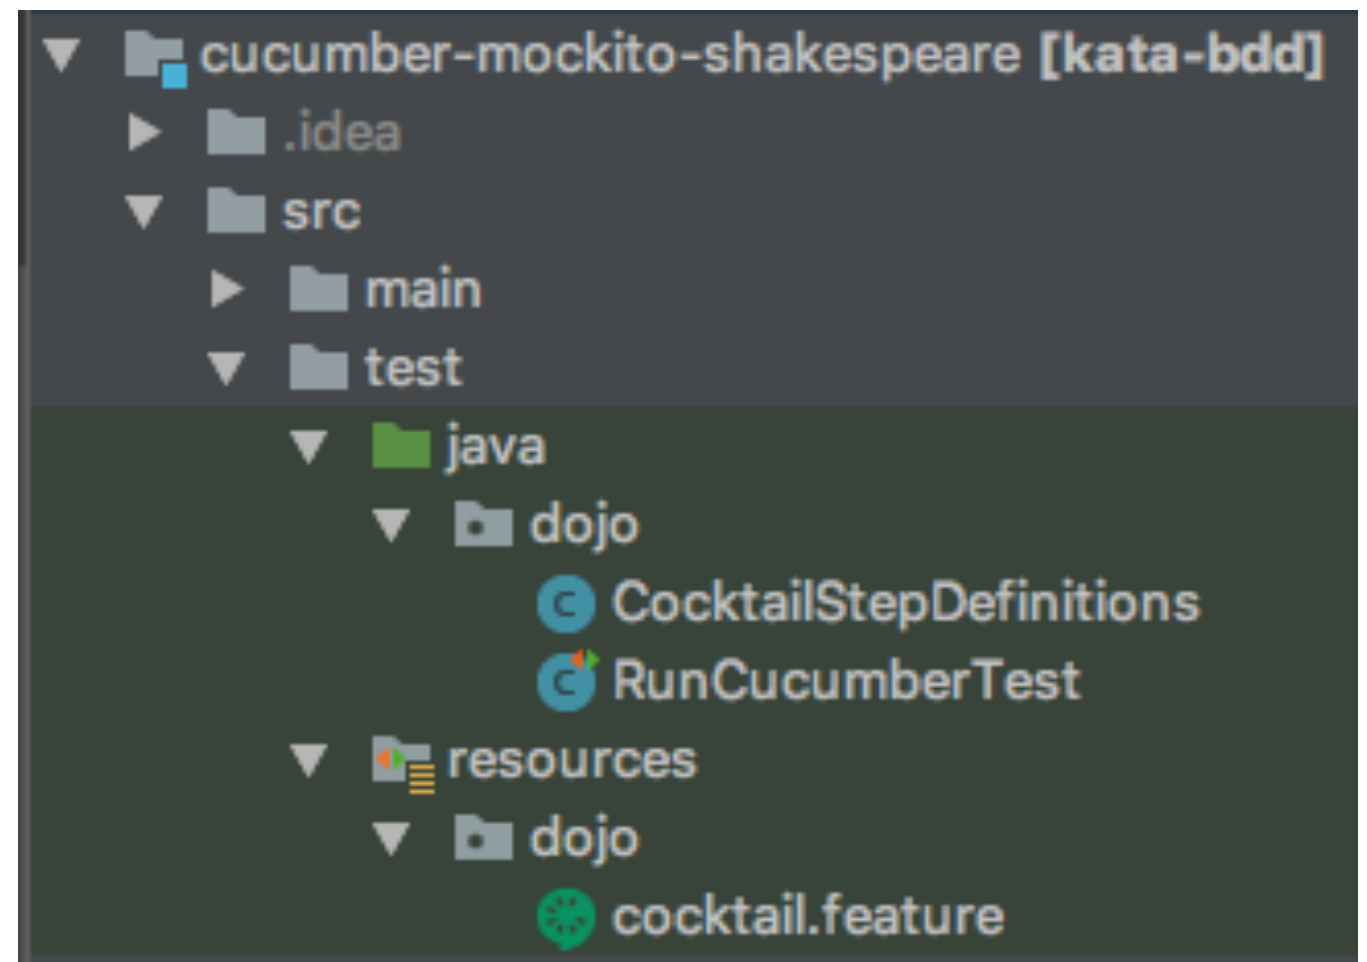 cucumber-mockito-shakespeare [kata-bdd]
.idea
src
main
test
java
dojo
CocktailStepDefinitions
RunCucumberTest
resources
dojo
cocktail.feature